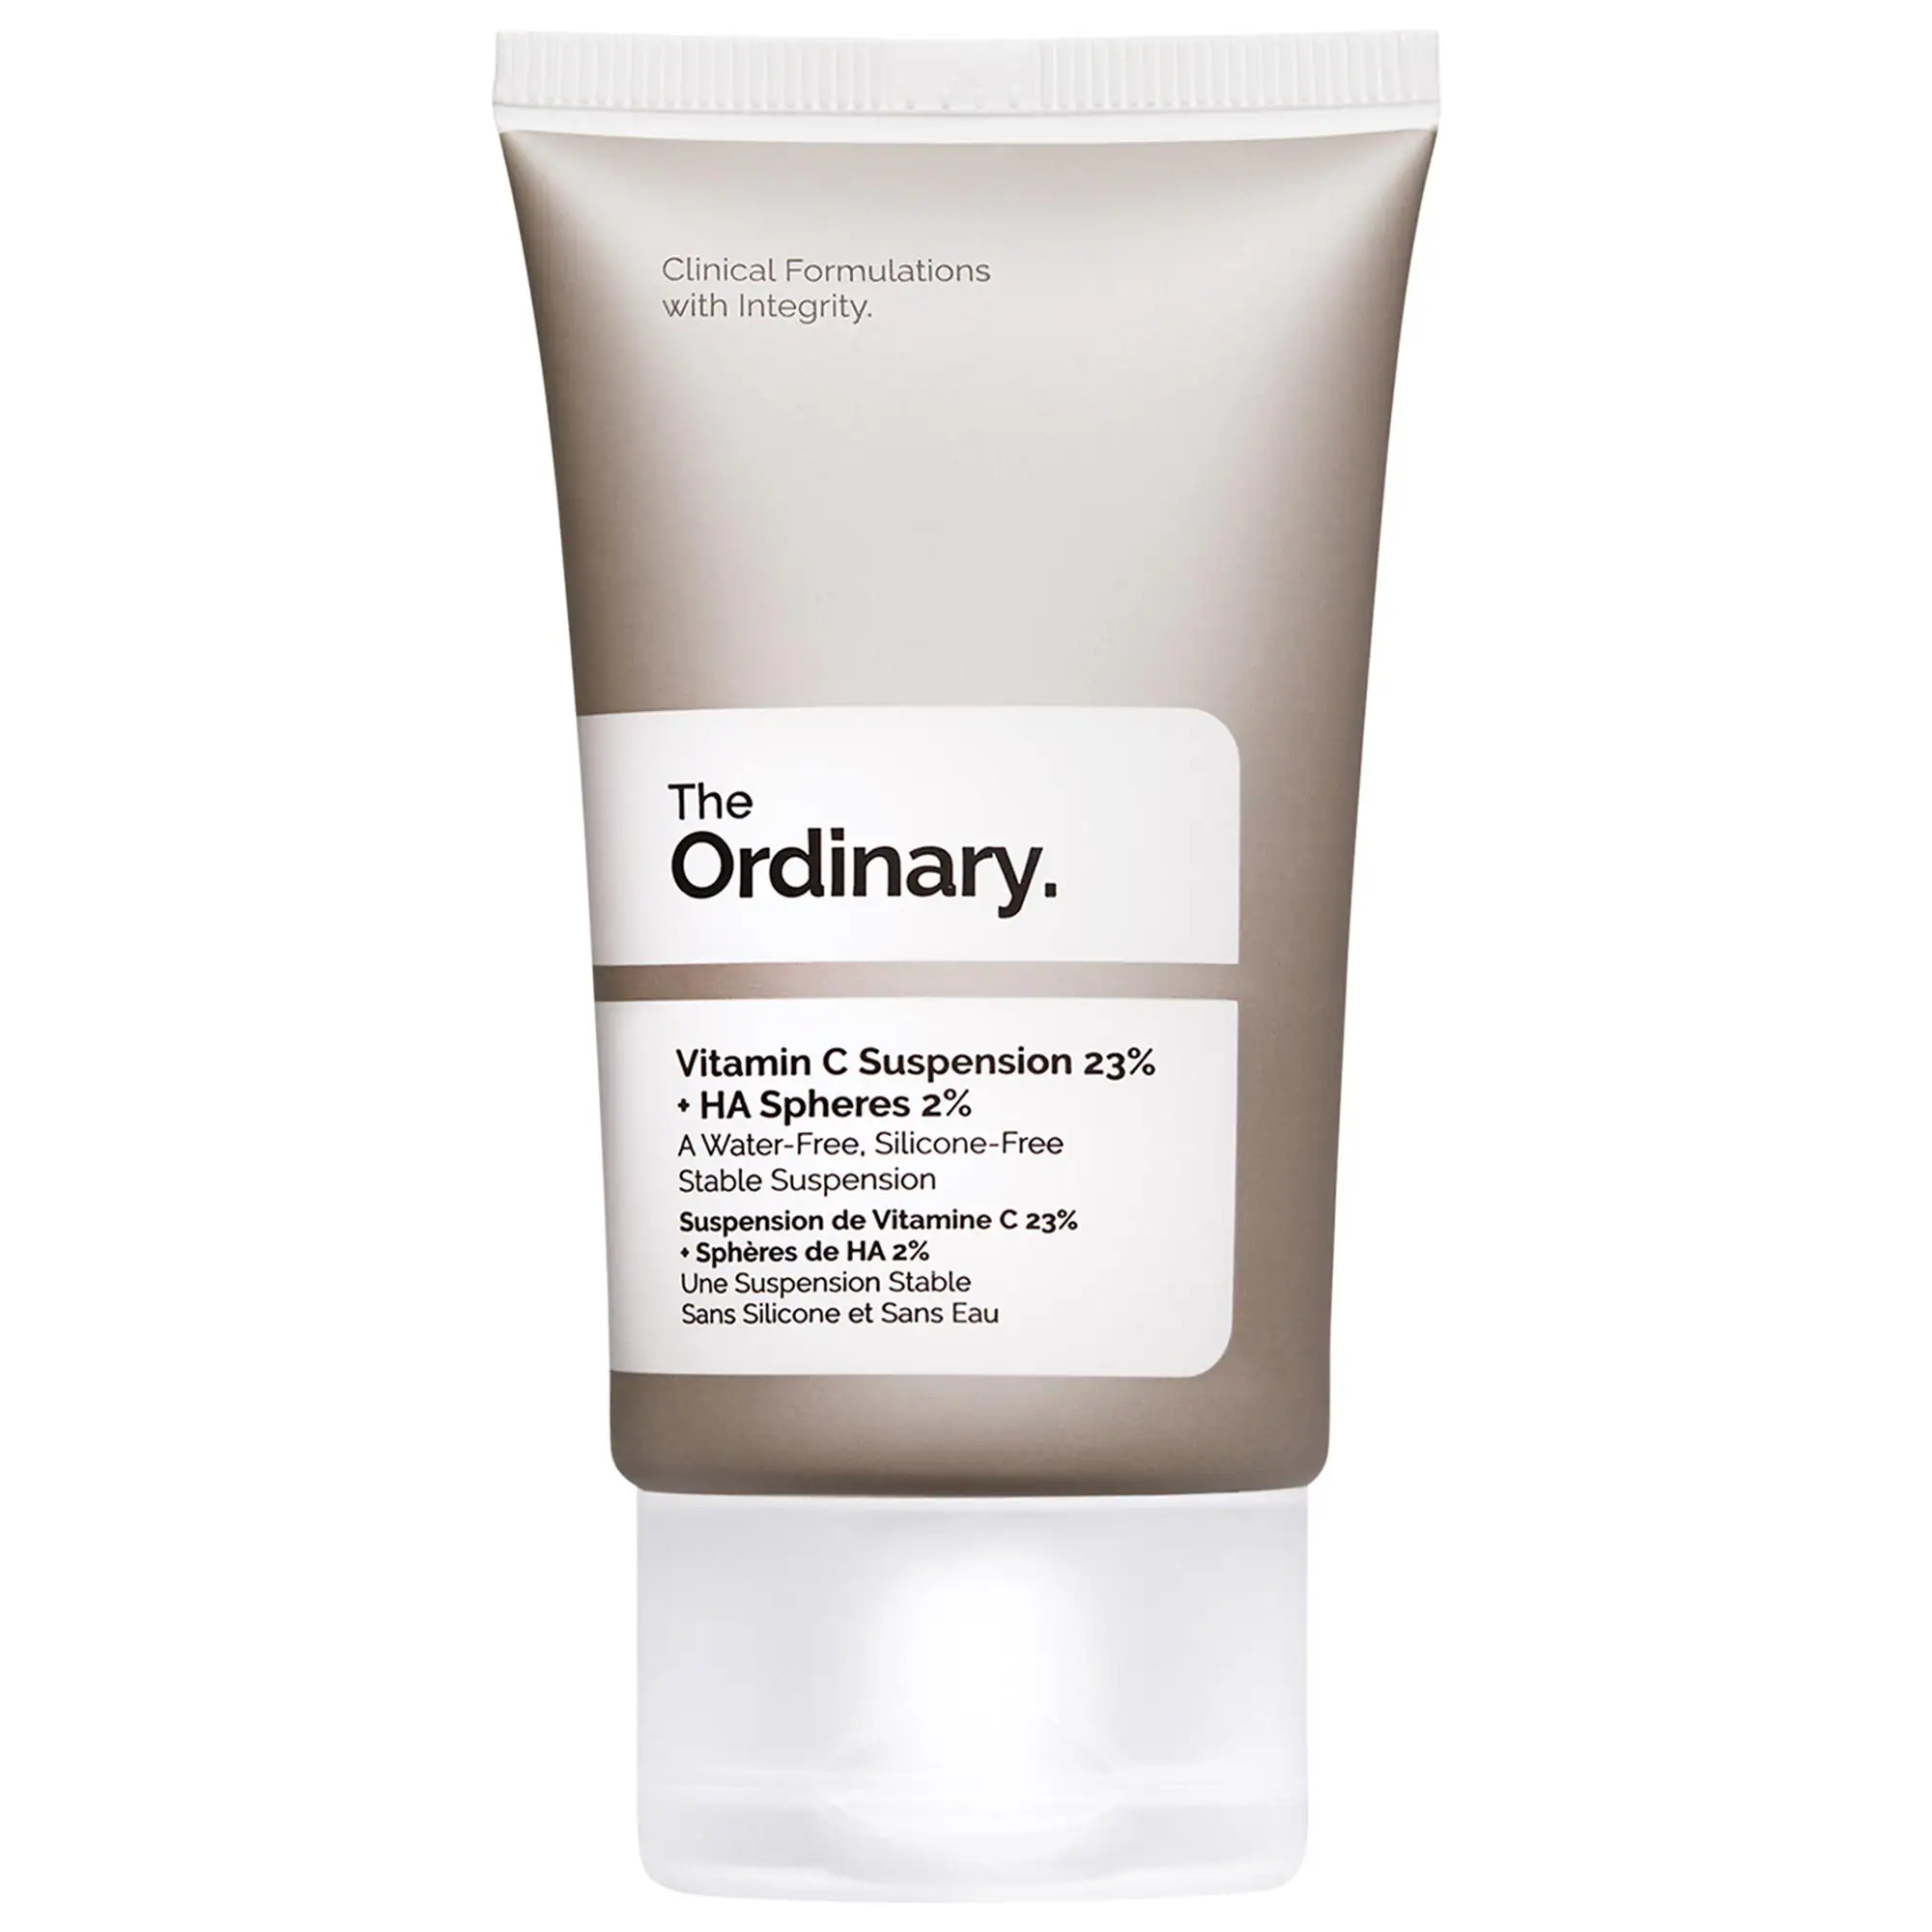 Clinical Formulations
with Integrity.
The
Ordinary.
Vitamin C Suspension 23%
+ HA Spheres 2%
A Water-Free, Silicone-Free
Stable Suspension
Suspension de Vitamine C 23%
+ Sphères de HA 2%
Une Suspension Stable
Sans Silicone et Sans Eau